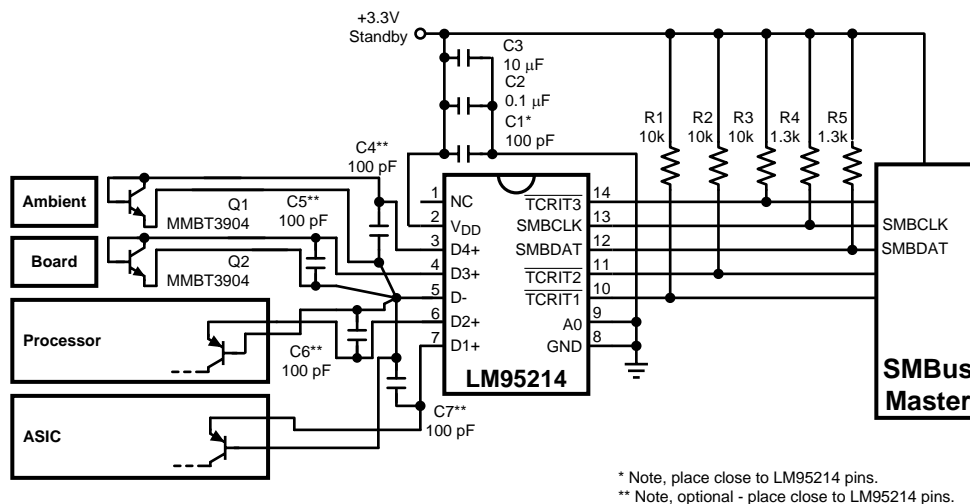 +3.3V
Standby
C3
10 μF
C2
0.1 μF
C1*
100 pF
C4**
100 pF
R1
10k
R2
10k
R3
10k
R4
1.3k
R5
1.3k
Ambient
Q1
MMBT3904
C5**
100 pF
Board
Q2
MMBT3904
Processor
C6**
100 pF
ASIC
C7**
100 pF
1
NC
2
VDD
3
D4+
4
D3+
5
D-
6
D2+
7
D1+
14
TCRIT3
13
SMBCLK
12
SMBDAT
11
TCRIT2
10
TCRIT1
9
A0
8
GND
LM95214
SMBCLK
SMBDAT
SMBus
Master
* Note, place close to LM95214 pins.
** Note, optional - place close to LM95214 pins.